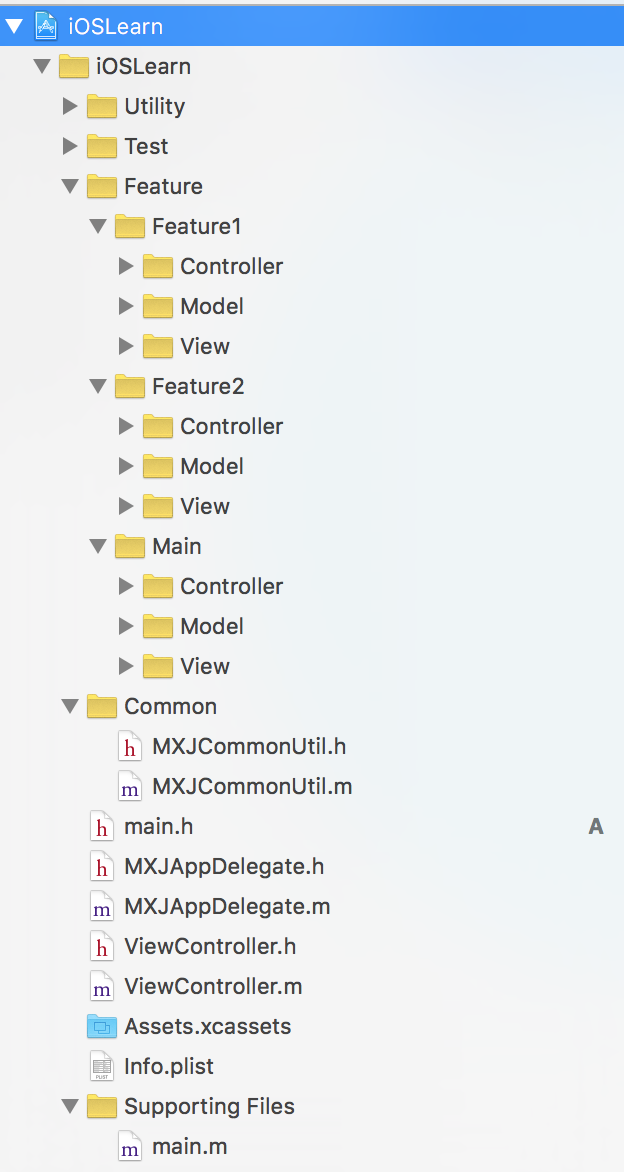 iOSLearn
iOSLearn
Utility
Test
Feature
Feature1
Controller
Model
View
Feature2
Controller
Model
View
Main
Controller
Model
View
Common
h MXJCommonUtil.h
m MXJCommonUtil.m
h main.h A
h MXJAppDelegate.h
m MXJAppDelegate.m
h ViewController.h
m ViewController.m
Assets.xcassets
PLIST Info.plist
Supporting Files
m main.m